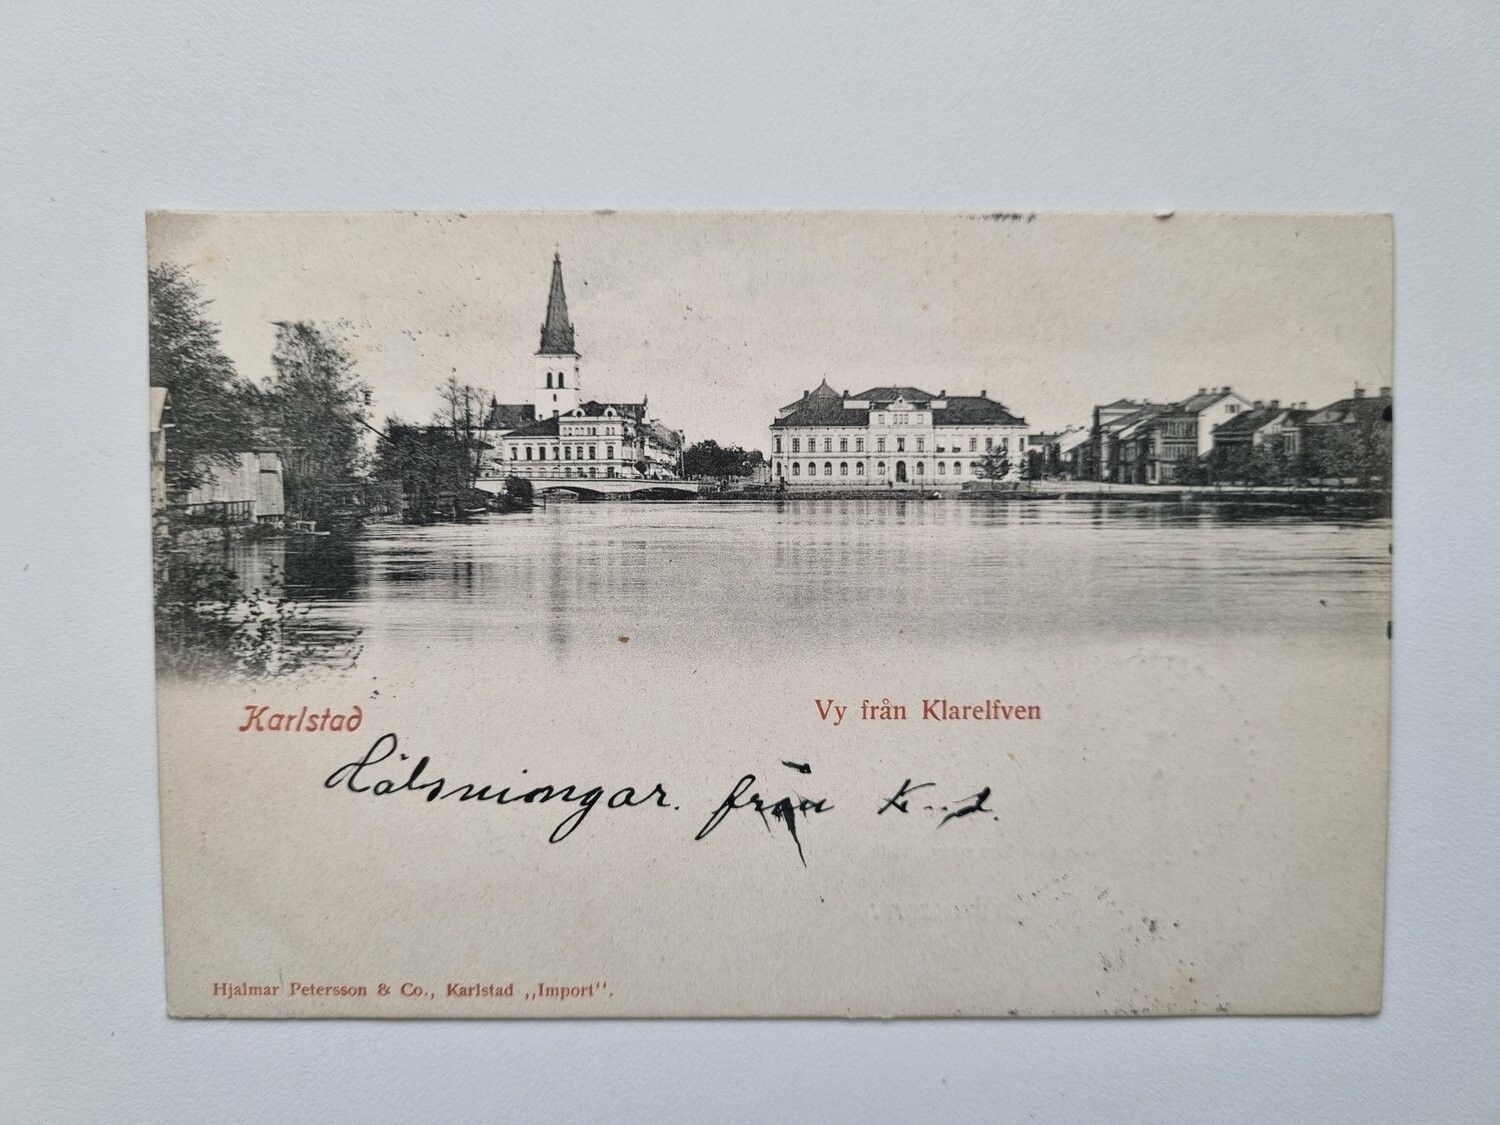 Karlstad
Vy från Klarelfven
Hälsningar. från K..d.
Hjalmar Petersson & Co., Karlstad „Import“.